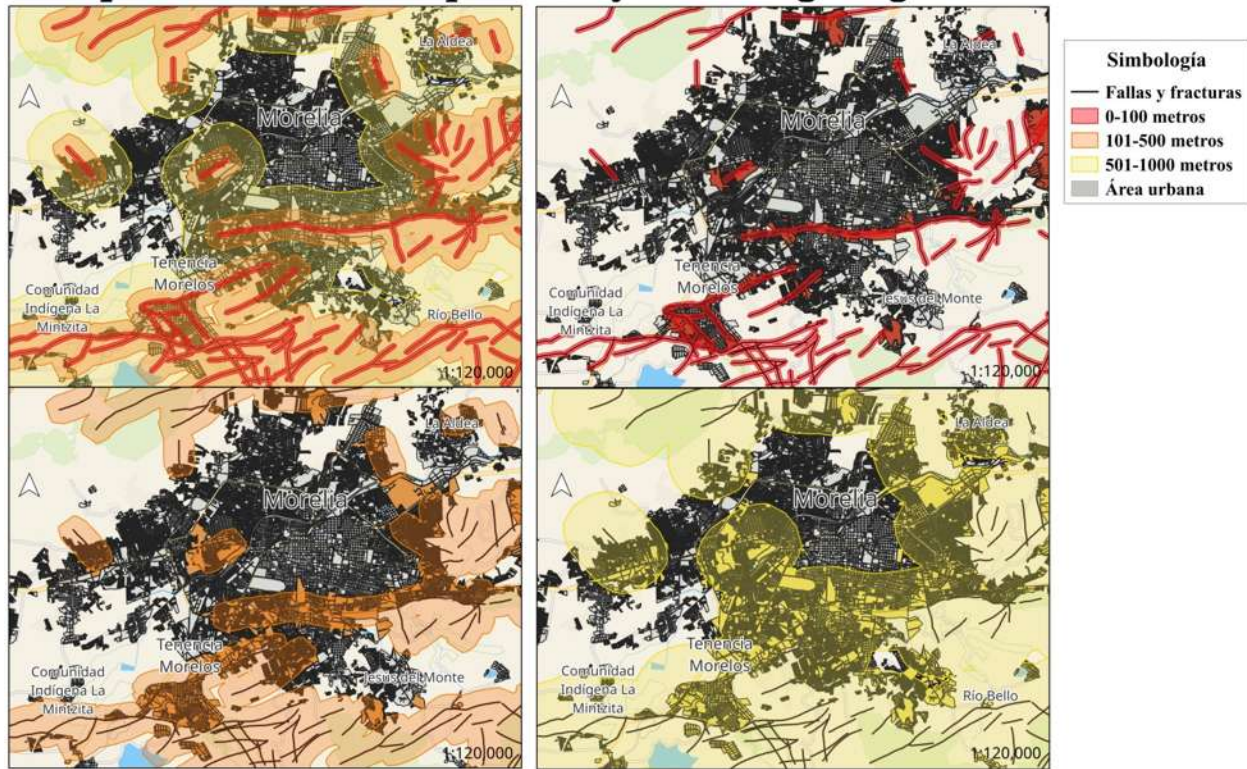 La Aldea
Morelia
Tenencia
Morelos
Comunidad
Indígena La
Mintzita
Río Bello
1:120,000
La Aldea
Morelia
Tenencia
Morelos
Comunidad
Indígena La
Mintzita
Jesus del Monte
1:120,000
Simbología
Fallas y fracturas
0-100 metros
101-500 metros
501-1000 metros
Área urbana
La Aldea
Morelia
Tenencia
Morelos
Comunidad
Indígena La
Mintzita
Jesus del Monte
1:120,000
La Aldea
Morelia
Tenencia
Morelos
Comunidad
Indígena La
Mintzita
Río Bello
1:120,000